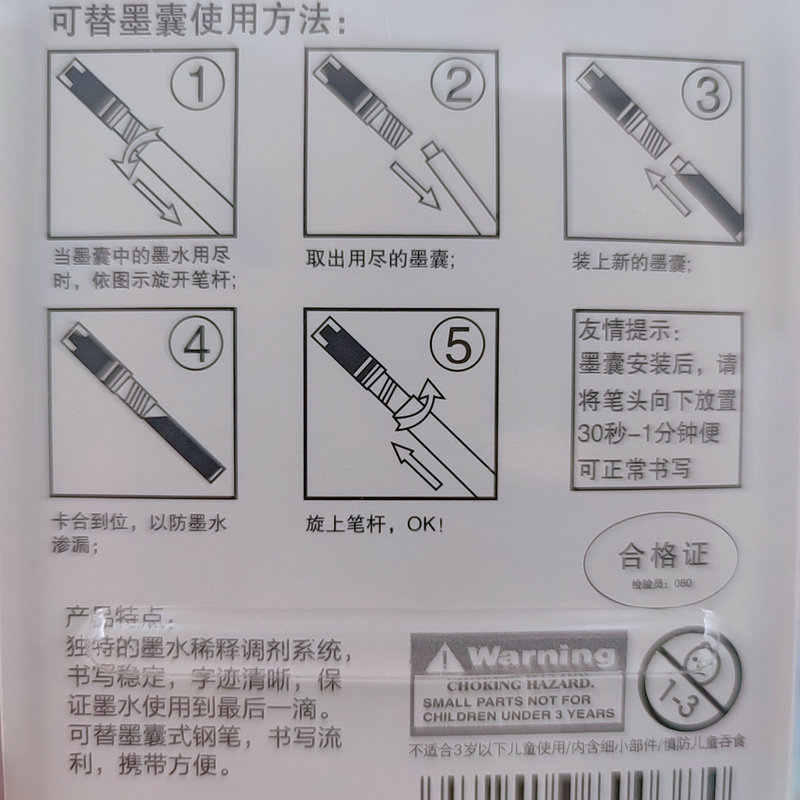 可替墨囊使用方法：
①
②
③
当墨囊中的墨水用尽
时，依图示旋开笔杆；
取出用尽的墨囊；
装上新的墨囊；
④
⑤
友情提示：
墨囊安装后，请
将笔头向下放置
30秒-1分钟便
可正常书写
卡合到位，以防墨水
渗漏；
旋上笔杆，OK！
合格证
检验员：080
产品特点：
独特的墨水稀释调剂系统，
书写稳定，字迹清晰，保
证墨水使用到最后一滴。
可替墨囊式钢笔，书写流
利，携带方便。
Warning
CHOKING HAZARD.
SMALL PARTS NOT FOR
CHILDREN UNDER 3 YEARS
1-3
不适合3岁以下儿童使用/内含细小部件/慎防儿童吞食